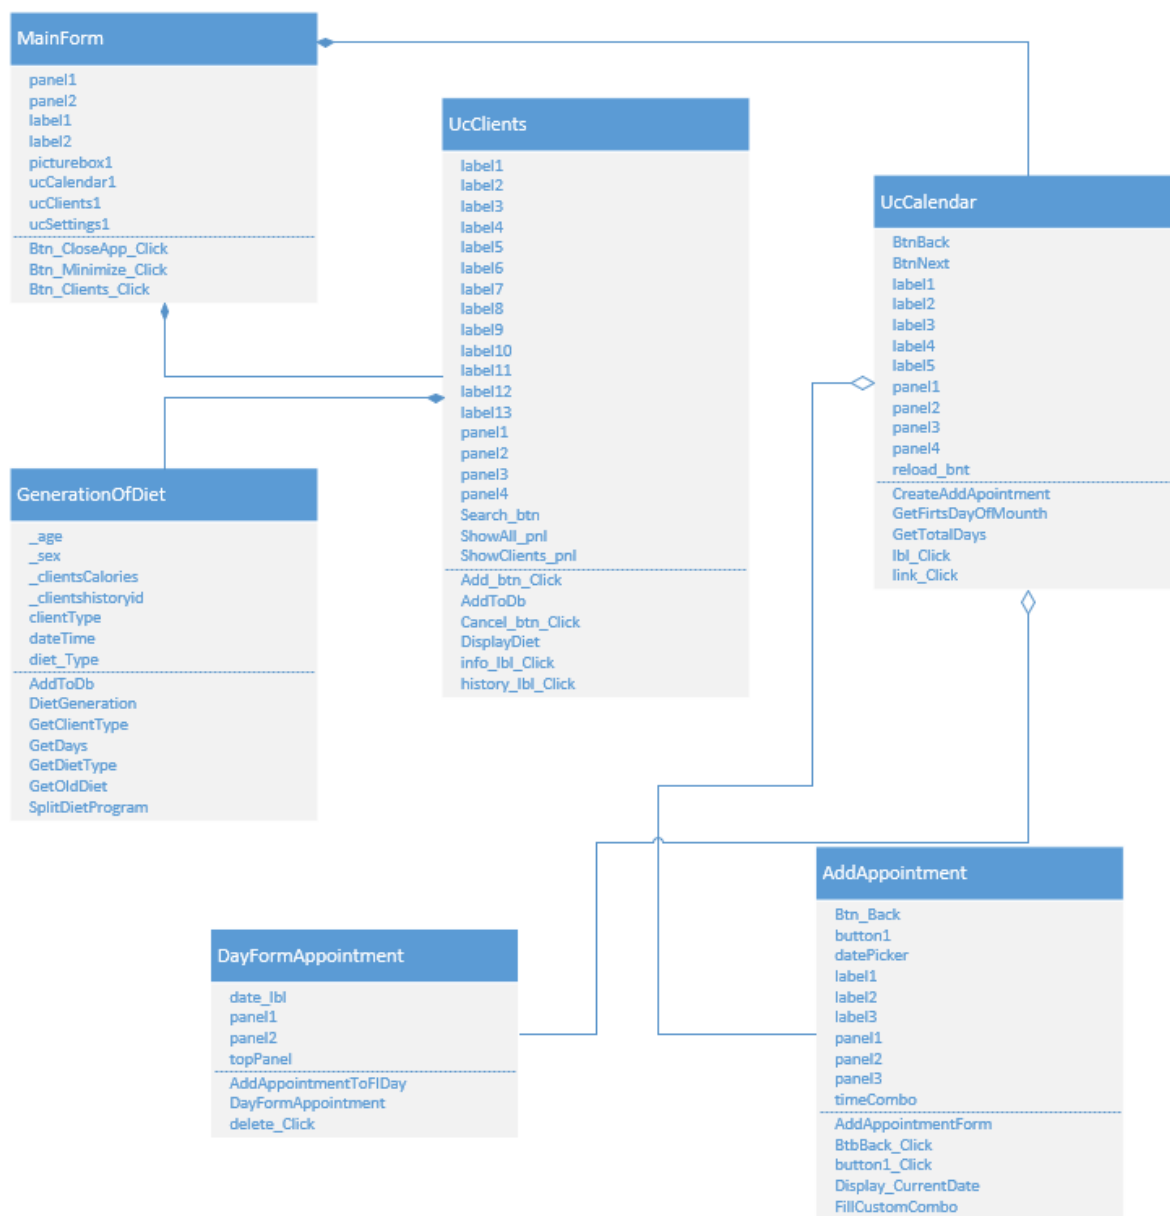 MainForm
panel1
panel2
label1
label2
picturebox1
ucCalendar1
ucClients1
ucSettings1
Btn_CloseApp_Click
Btn_Minimize_Click
Btn_Clients_Click
UcClients
label1
label2
label3
label4
label5
label6
label7
label8
label9
label10
label11
label12
label13
panel1
panel2
panel3
panel4
Search_btn
ShowAll_pnl
ShowClients_pnl
Add_btn_Click
AddToDb
Cancel_btn_Click
DisplayDiet
info_lbl_Click
history_lbl_Click
UcCalendar
BtnBack
BtnNext
label1
label2
label3
label4
label5
panel1
panel2
panel3
panel4
reload_bnt
CreateAddApointment
GetFirtsDayOfMounth
GetTotalDays
lbl_Click
link_Click
GenerationOfDiet
_age
_sex
_clientsCalories
_clientshistoryid
clientType
dateTime
diet_Type
AddToDb
DietGeneration
GetClientType
GetDays
GetDietType
GetOldDiet
SplitDietProgram
DayFormAppointment
date_lbl
panel1
panel2
topPanel
AddAppointmentToFlDay
DayFormAppointment
delete_Click
AddAppointment
Btn_Back
button1
datePicker
label1
label2
label3
panel1
panel2
panel3
timeCombo
AddAppointmentForm
BtbBack_Click
button1_Click
Display_CurrentDate
FillCustomCombo